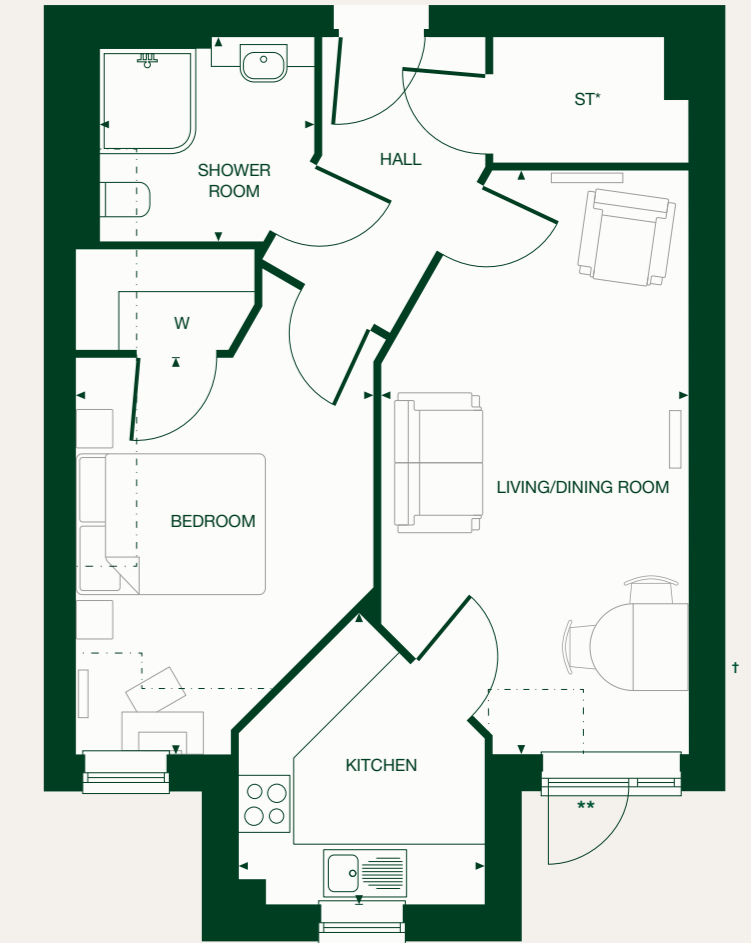 ST*
HALL
SHOWER
ROOM
W
LIVING/DINING ROOM
BEDROOM
†
KITCHEN
**